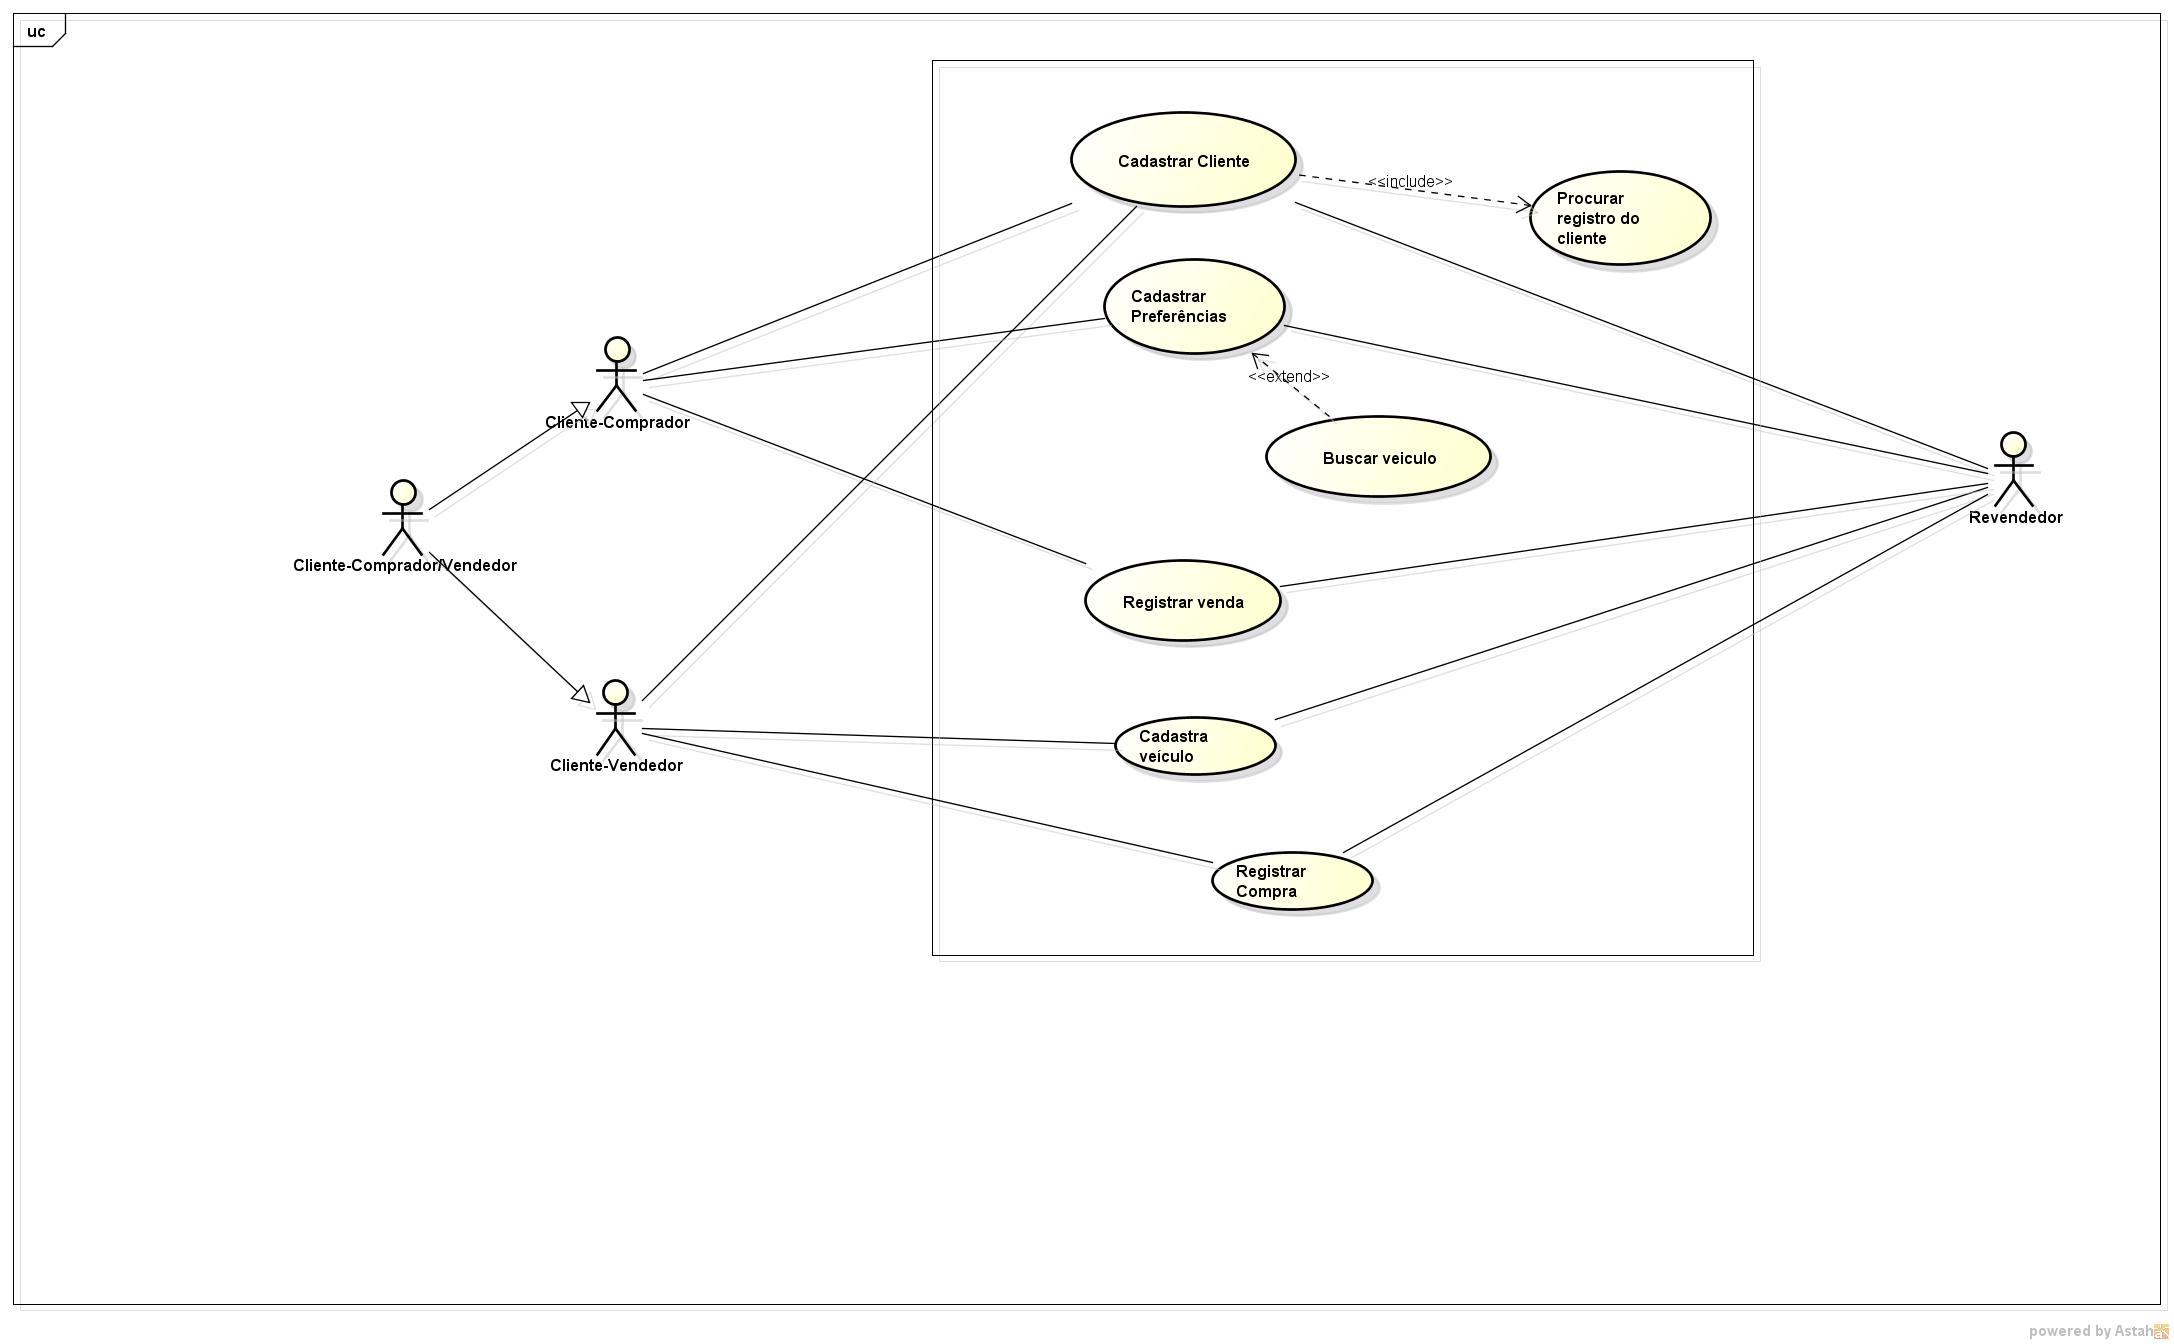 uc
Cadastrar Cliente
<<include>>
Procurar
registro do
cliente
Cadastrar
Preferências
<<extend>>
Cliente-Comprador
Buscar veiculo
Revendedor
Cliente-Comprador/Vendedor
Registrar venda
Cadastra
veículo
Cliente-Vendedor
Registrar
Compra
powered by Astah